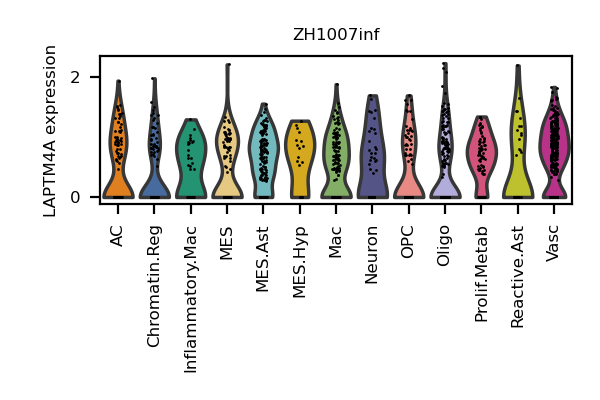 ZH1007inf
LAPTM4A expression
2
0
AC
Chromatin.Reg
Inflammatory.Mac
MES
MES.Ast
MES.Hyp
Mac
Neuron
OPC
Oligo
Prolif.Metab
Reactive.Ast
Vasc